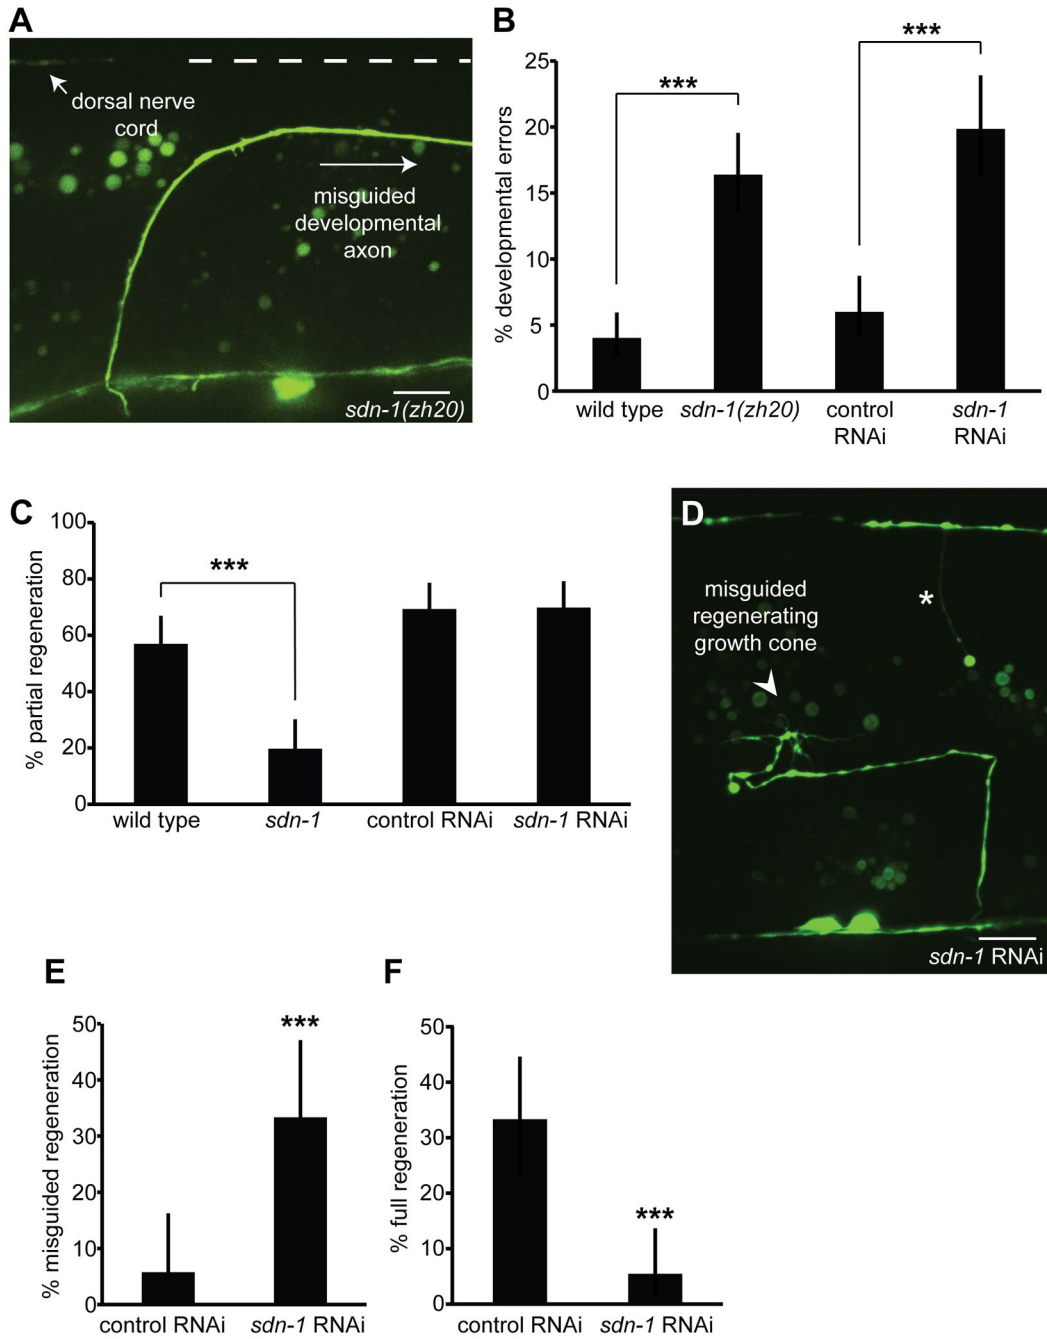 A
dorsal nerve
cord
misguided
developmental
axon
sdn-1(zh20)
B
% developmental errors
25
20
15
10
5
0
***
***
wild type
sdn-1(zh20)
control
RNAi
sdn-1
RNAi
C
% partial regeneration
100
80
60
40
20
0
***
wild type
sdn-1
control RNAi
sdn-1 RNAi
D
misguided
regenerating
growth cone
*
sdn-1 RNAi
E
% misguided regeneration
50
40
30
20
10
0
***
control RNAi
sdn-1 RNAi
F
% full regeneration
50
40
30
20
10
0
***
control RNAi
sdn-1 RNAi